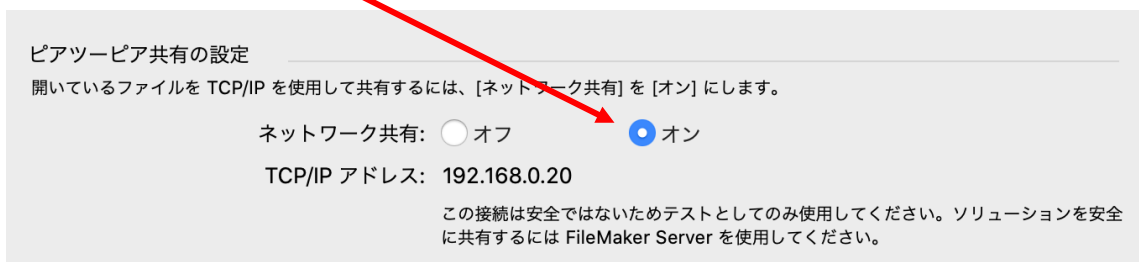 ピアツーピア共有の設定
開いているファイルを TCP/IP を使用して共有するには、[ネットワーク共有] を [オン] にします。
ネットワーク共有: オフ オン
TCP/IP アドレス: 192.168.0.20
この接続は安全ではないためテストとしてのみ使用してください。ソリューションを安全
に共有するには FileMaker Server を使用してください。